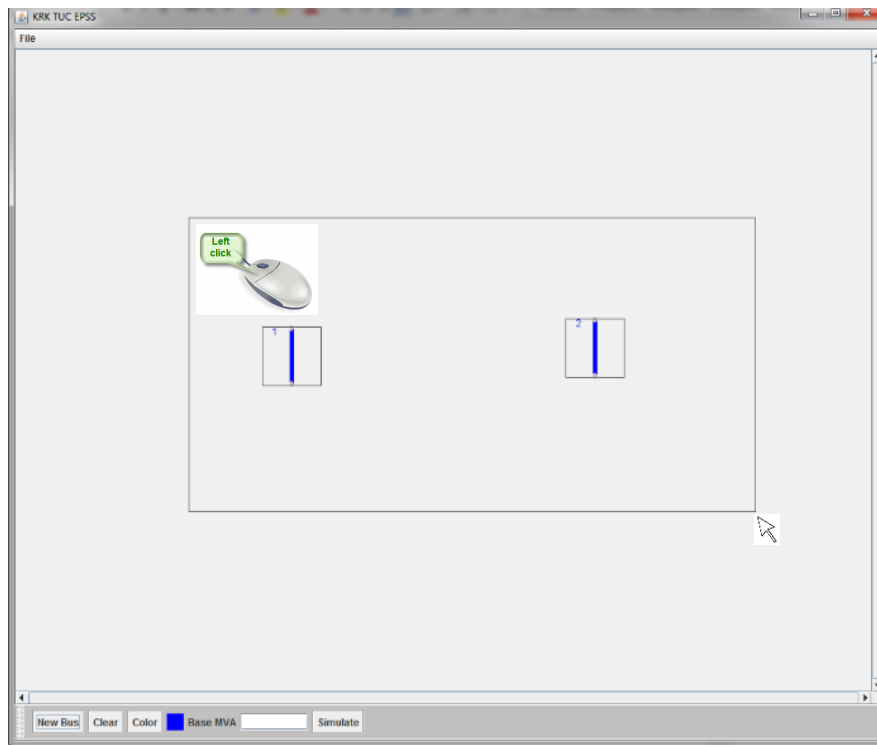 KRK TUC EPSS
File
Left
click
1
2
New Bus Clear Color Base MVA Simulate